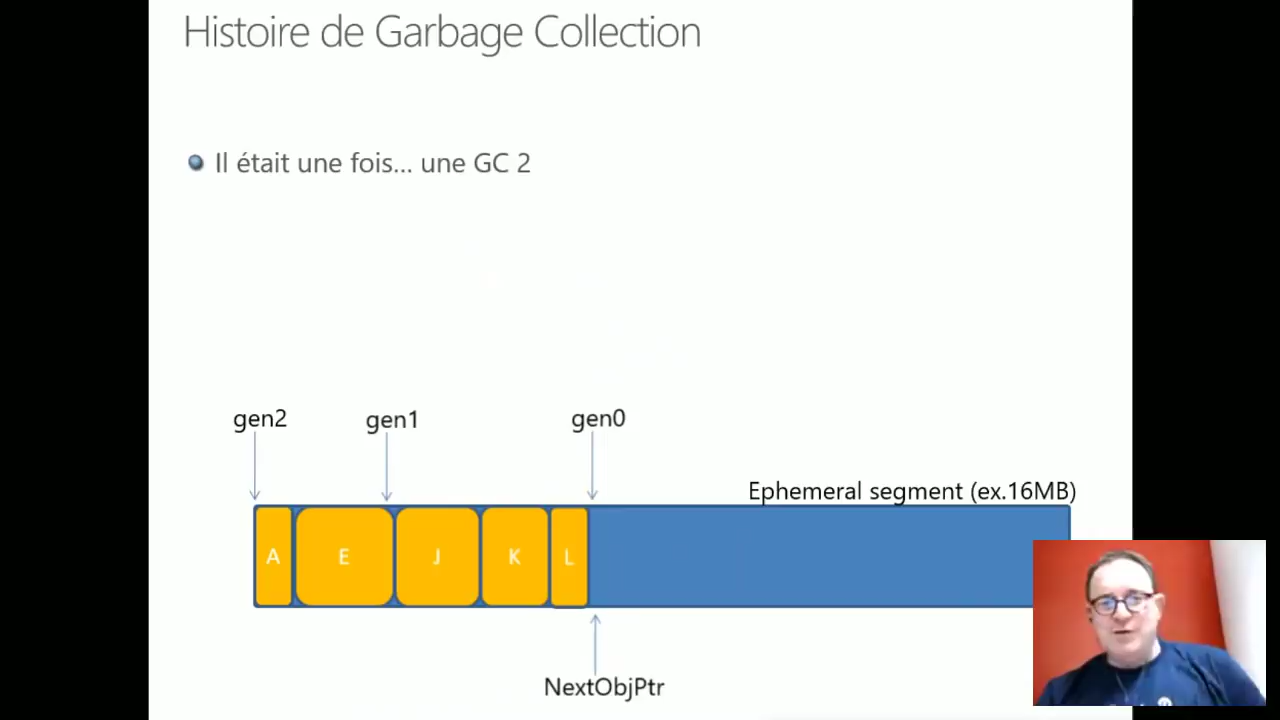 Histoire de Garbage Collection
Il était une fois... une GC 2
gen2 gen1 gen0
Ephemeral segment (ex.16MB)
A E J K L
NextObjPtr